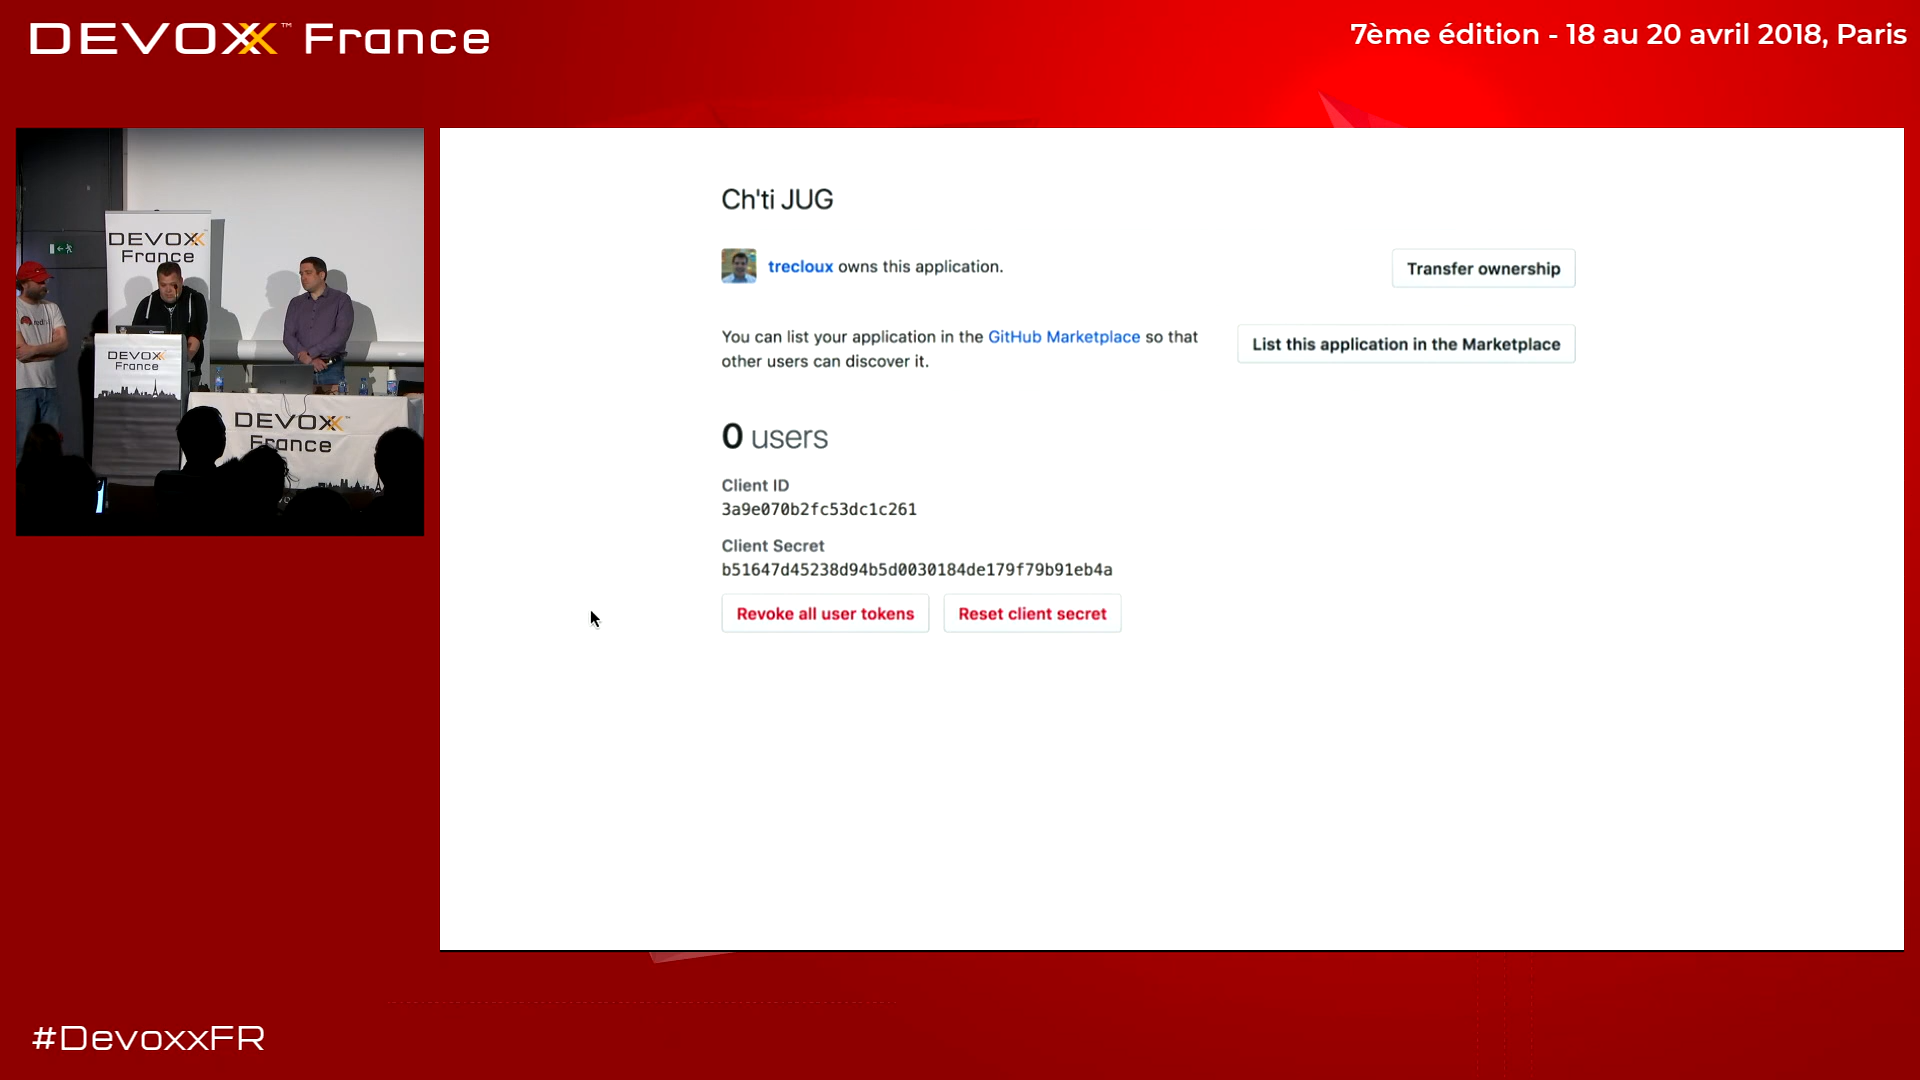 DEVOXX™ France
7ème édition - 18 au 20 avril 2018, Paris
DEVOXX
France
DEVOXX
France
DEVOXX™
France
Ch'ti JUG
trecloux owns this application.
Transfer ownership
You can list your application in the GitHub Marketplace so that
other users can discover it.
List this application in the Marketplace
0 users
Client ID
3a9e070b2fc53dc1c261
Client Secret
b51647d45238d94b5d0030184de179f79b91eb4a
Revoke all user tokens
Reset client secret
#DevoxxFR